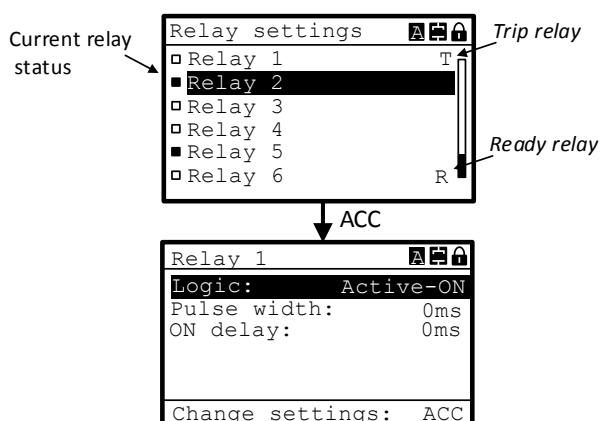 Relay settings A
Trip relay
Current relay
status
Relay 1 T
Relay 2
Relay 3
Relay 4
Relay 5
Ready relay
Relay 6 R
ACC
Relay 1 A
Logic: Active-ON
Pulse width: 0ms
ON delay: 0ms
Change settings: ACC